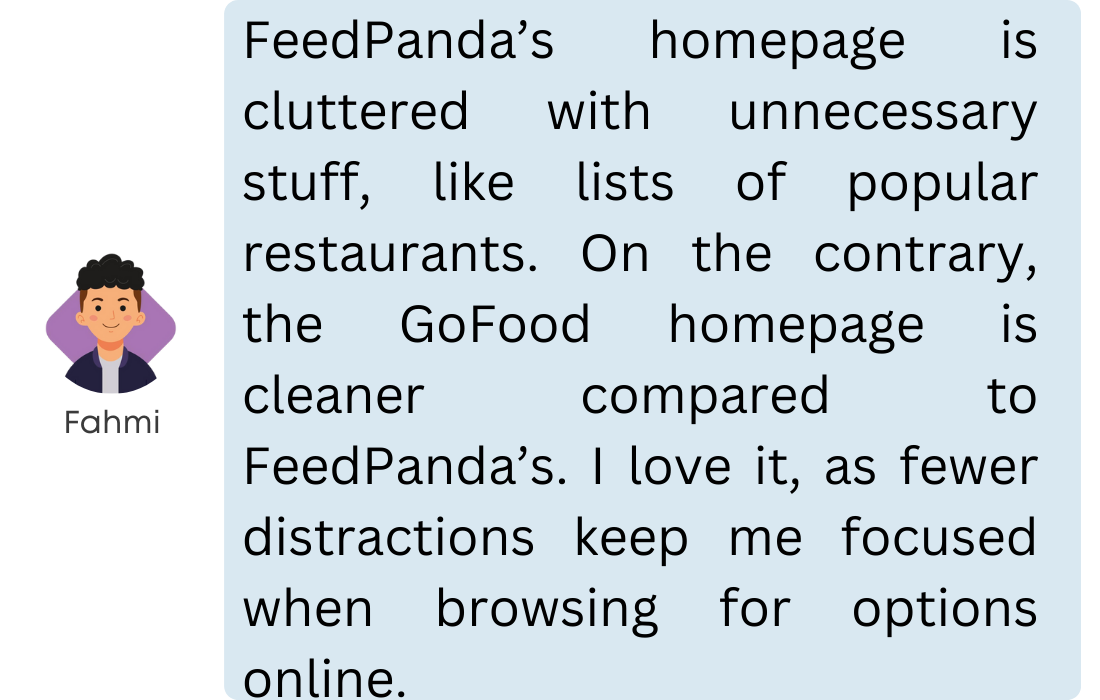 FeedPanda’s homepage is
cluttered with unnecessary
stuff, like lists of popular
restaurants. On the contrary,
the GoFood homepage is
cleaner compared to
FeedPanda’s. I love it, as fewer
distractions keep me focused
when browsing for options
online.
Fahmi